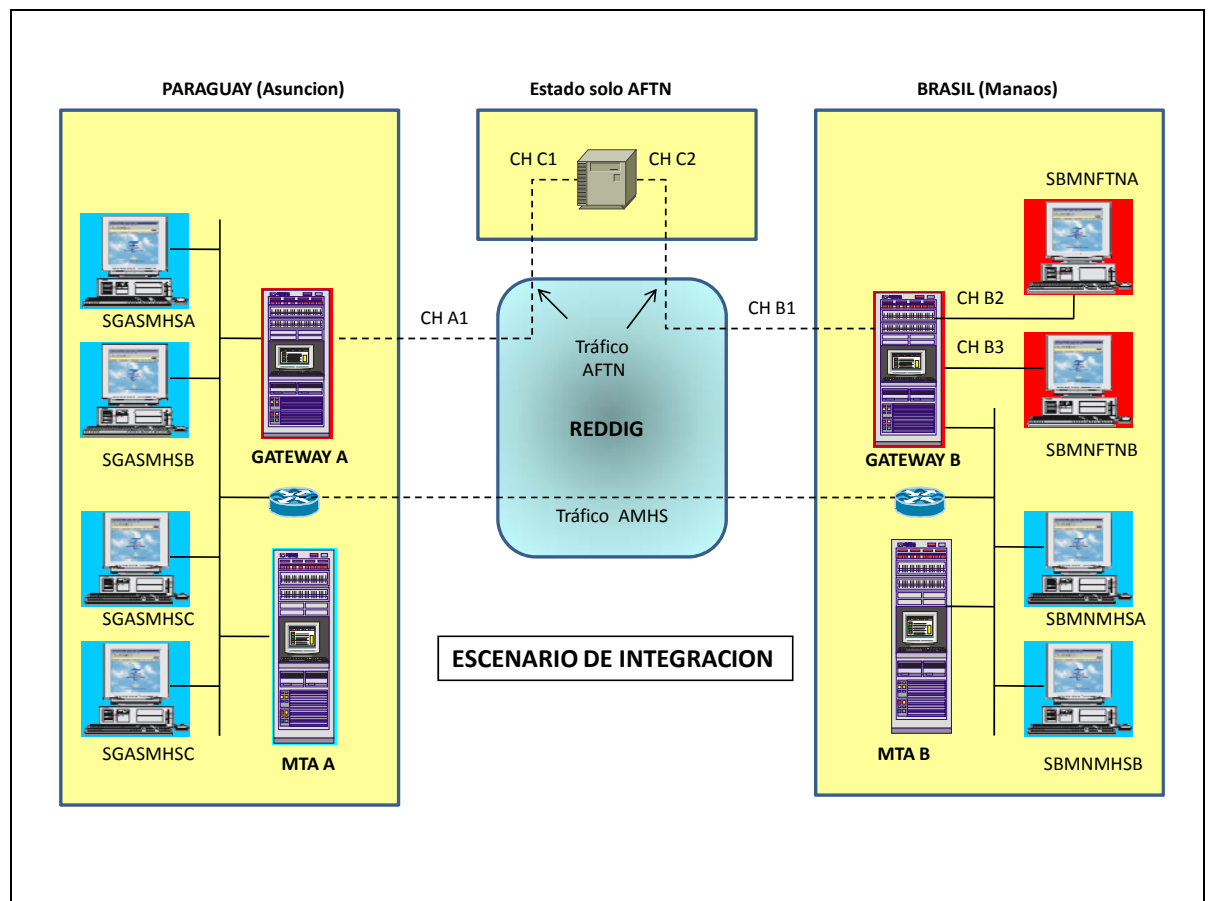 PARAGUAY (Asuncion)
Estado solo AFTN
BRASIL (Manaos)
CH C1
CH C2
SBMNFTNA
SGASMHSA
CH A1
CH B1
CH B2
CH B3
Tráfico
AFTN
SGASMHSB
GATEWAY A
REDDIG
GATEWAY B
SBMNFTNB
Tráfico AMHS
SGASMHSC
SBMNMHSA
ESCENARIO DE INTEGRACION
SGASMHSC
MTA A
MTA B
SBMNMHSB